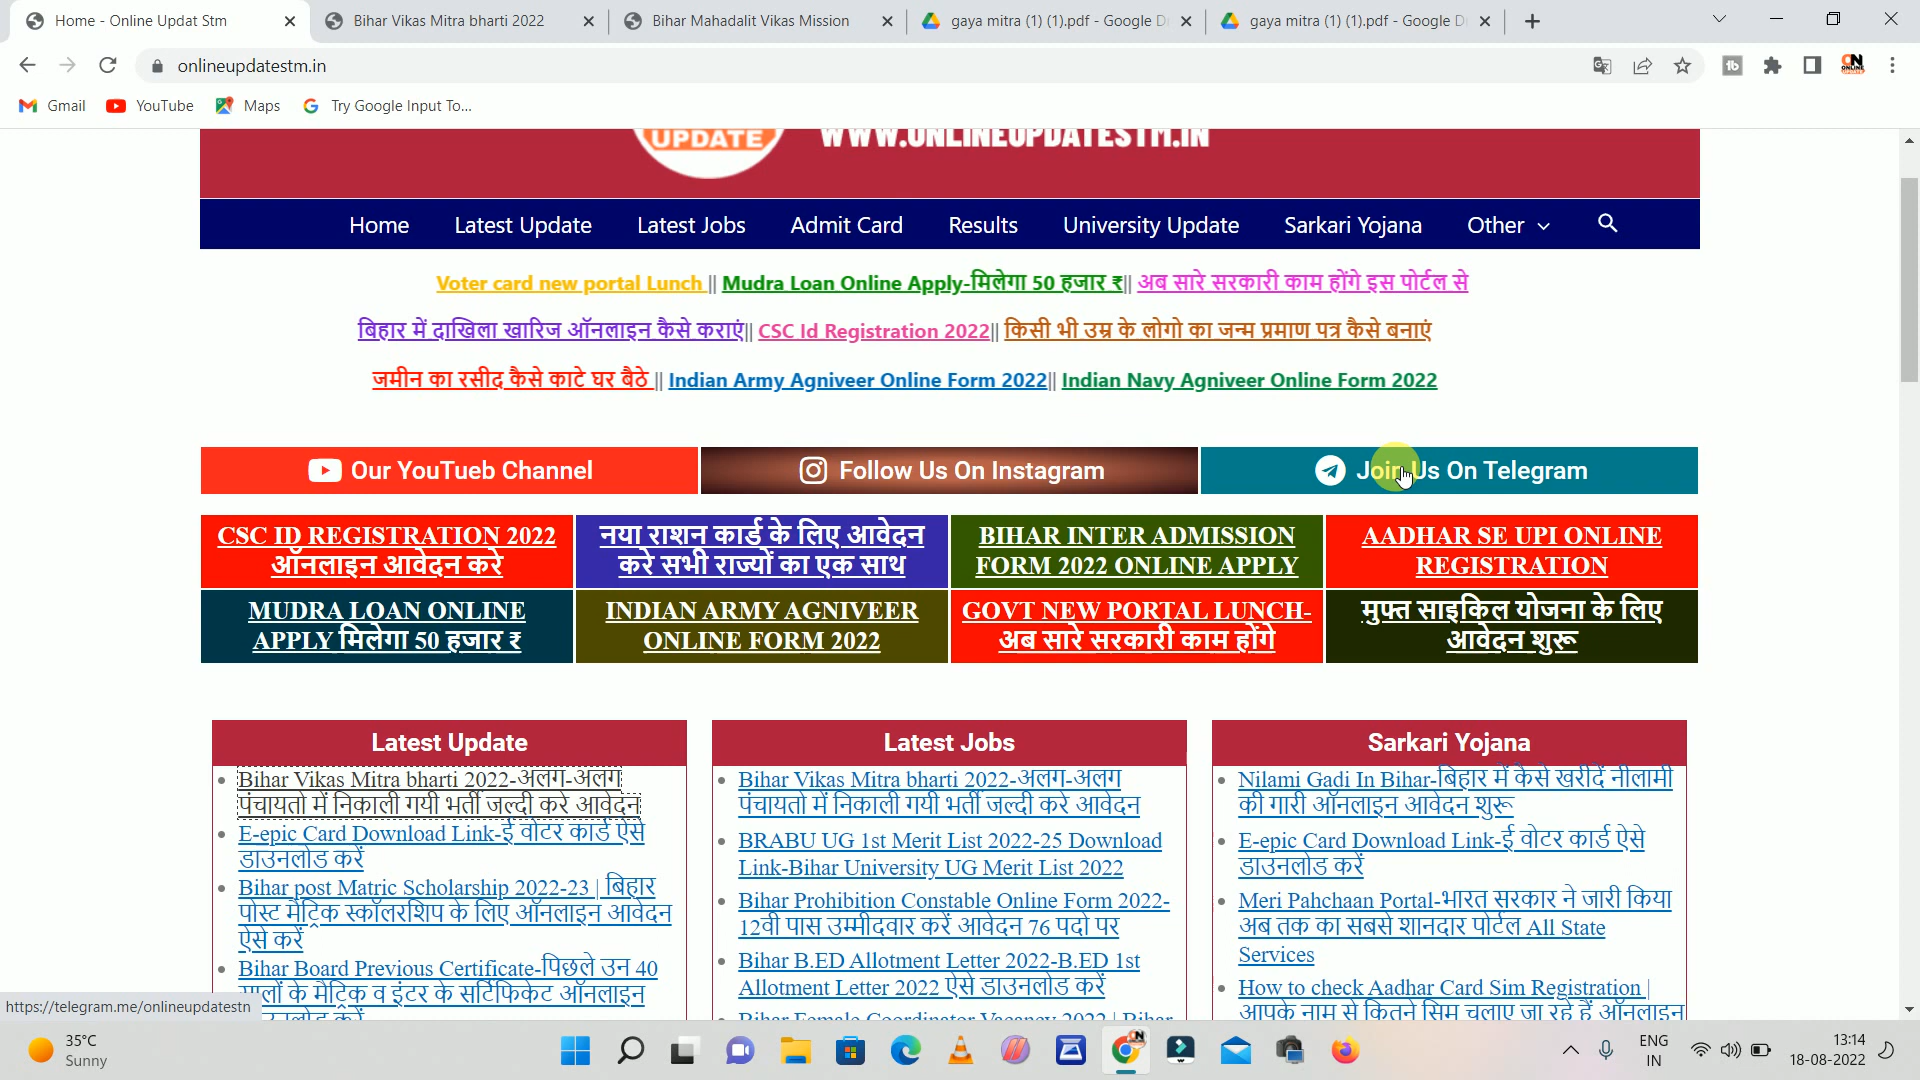 Home - Online Updat Stm
Bihar Vikas Mitra bharti 2022
Bihar Mahadalit Vikas Mission
gaya mitra (1) (1).pdf - Google D
gaya mitra (1) (1).pdf - Google D
onlineupdatestm.in
Gmail YouTube Maps Try Google Input To...
UPDATE WWW.ONLINEUPDATESTM.IN
Home Latest Update Latest Jobs Admit Card Results University Update Sarkari Yojana Other
Voter card new portal Lunch || Mudra Loan Online Apply-मिलेगा 50 हजार ₹|| अब सारे सरकारी काम होंगे इस पोर्टल से
बिहार में दाखिला खारिज ऑनलाइन कैसे कराएं|| CSC Id Registration 2022|| किसी भी उम्र के लोगो का जन्म प्रमाण पत्र कैसे बनाएं
जमीन का रसीद कैसे काटे घर बैठे || Indian Army Agniveer Online Form 2022|| Indian Navy Agniveer Online Form 2022
Our YouTueb Channel
Follow Us On Instagram
Join Us On Telegram
CSC ID REGISTRATION 2022
ऑनलाइन आवेदन करे
नया राशन कार्ड के लिए आवेदन
करे सभी राज्यों का एक साथ
BIHAR INTER ADMISSION
FORM 2022 ONLINE APPLY
AADHAR SE UPI ONLINE
REGISTRATION
MUDRA LOAN ONLINE
APPLY मिलेगा 50 हजार ₹
INDIAN ARMY AGNIVEER
ONLINE FORM 2022
GOVT NEW PORTAL LUNCH-
अब सारे सरकारी काम होंगे
मुफ्त साइकिल योजना के लिए
आवेदन शुरू
Latest Update
Bihar Vikas Mitra bharti 2022-अलग-अलग
पंचायतो में निकाली गयी भर्ती जल्दी करे आवेदन
E-epic Card Download Link-ई वोटर कार्ड ऐसे
डाउनलोड करें
Bihar post Matric Scholarship 2022-23 | बिहार
पोस्ट मैट्रिक स्कॉलरशिप के लिए ऑनलाइन आवेदन
ऐसे करें
Bihar Board Previous Certificate-पिछले उन 40
सालों के मैट्रिक व इंटर के सर्टिफिकेट ऑनलाइन
Latest Jobs
Bihar Vikas Mitra bharti 2022-अलग-अलग
पंचायतो में निकाली गयी भर्ती जल्दी करे आवेदन
BRABU UG 1st Merit List 2022-25 Download
Link-Bihar University UG Merit List 2022
Bihar Prohibition Constable Online Form 2022-
12वी पास उम्मीदवार करें आवेदन 76 पदो पर
Bihar B.ED Allotment Letter 2022-B.ED 1st
Allotment Letter 2022 ऐसे डाउनलोड करें
Bihar Female Coordinator Vacancy 2022 | Bihar
Sarkari Yojana
Nilami Gadi In Bihar-बिहार में कैसे खरीदें नीलामी
की गारी ऑनलाइन आवेदन शुरू
E-epic Card Download Link-ई वोटर कार्ड ऐसे
डाउनलोड करें
Meri Pahchaan Portal-भारत सरकार ने जारी किया
अब तक का सबसे शानदार पोर्टल All State
Services
How to check Aadhar Card Sim Registration |
आपके नाम से कितने सिम चलाए जा रहे हैं ऑनलाइन
https://telegram.me/onlineupdatestn
35°C
Sunny
ENG
IN
13:14
18-08-2022